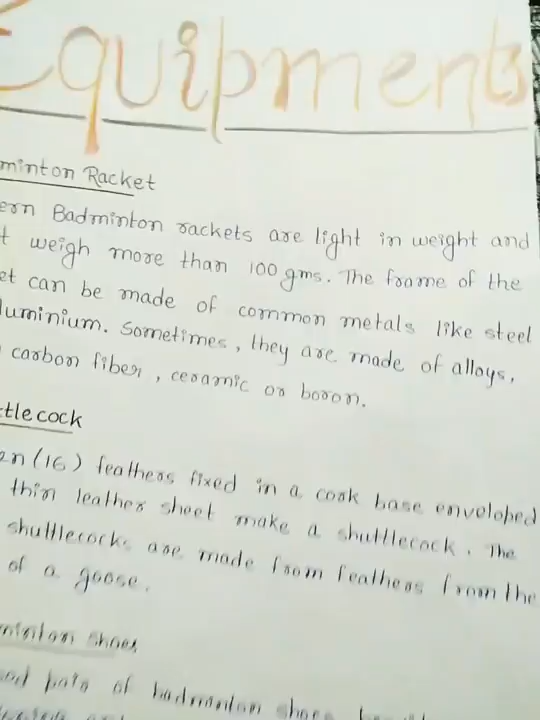 Equipments
minton Racket
ern Badminton rackets are light in weight and
t weigh more than 100 gms. The frame of the
et can be made of common metals like steel
luminium. Sometimes, they are made of alloys,
carbon fiber, ceramic or boron.
tlecock
en (16) feathers fixed in a cork base enveloped
thin leather sheet make a shuttlecock. The
shuttlecocks are made from feathers from the
of a goose.
minton shoes
pair of badminton shoes